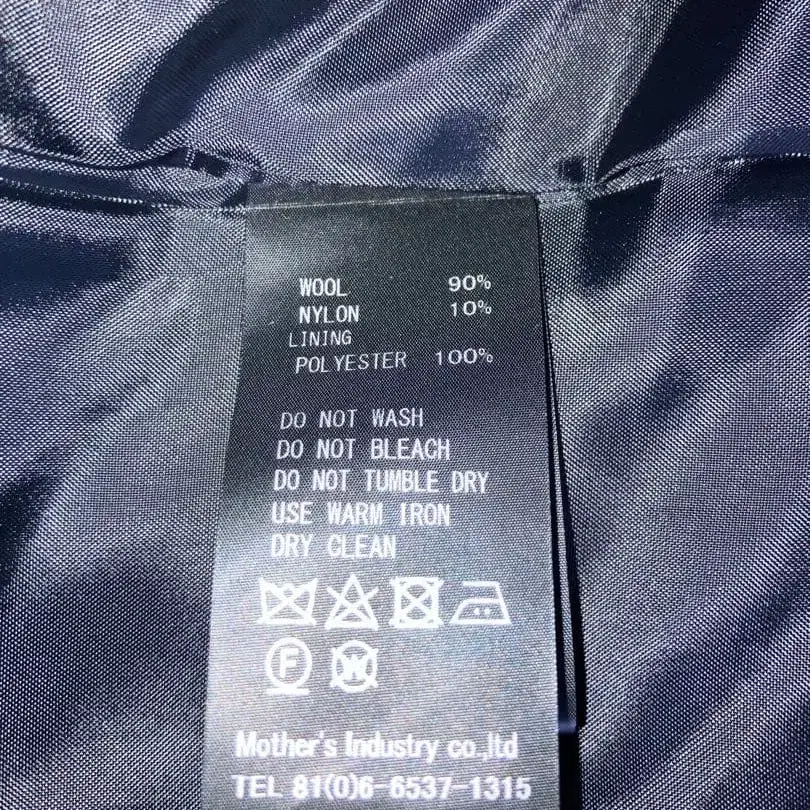 WOOL 90%
NYLON 10%
LINING
POLYESTER 100%
DO NOT WASH
DO NOT BLEACH
DO NOT TUMBLE DRY
USE WARM IRON
DRY CLEAN
F W
Mother's Industry co.,ltd
TEL 81(0)6-6537-1315